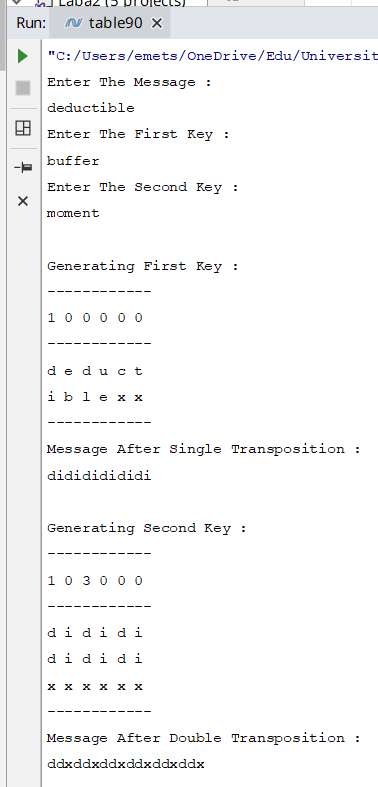 Laba2 (5 projects)
Run: table90
"C:/Users/emets/OneDrive/Edu/Universit
Enter The Message :
deductible
Enter The First Key :
buffer
Enter The Second Key :
moment
Generating First Key :
------------
1 0 0 0 0 0
------------
d e d u c t
i b l e x x
------------
Message After Single Transposition :
didididididi
Generating Second Key :
------------
1 0 3 0 0 0
------------
d i d i d i
d i d i d i
x x x x x x
------------
Message After Double Transposition :
ddxddxddxddxddxddx